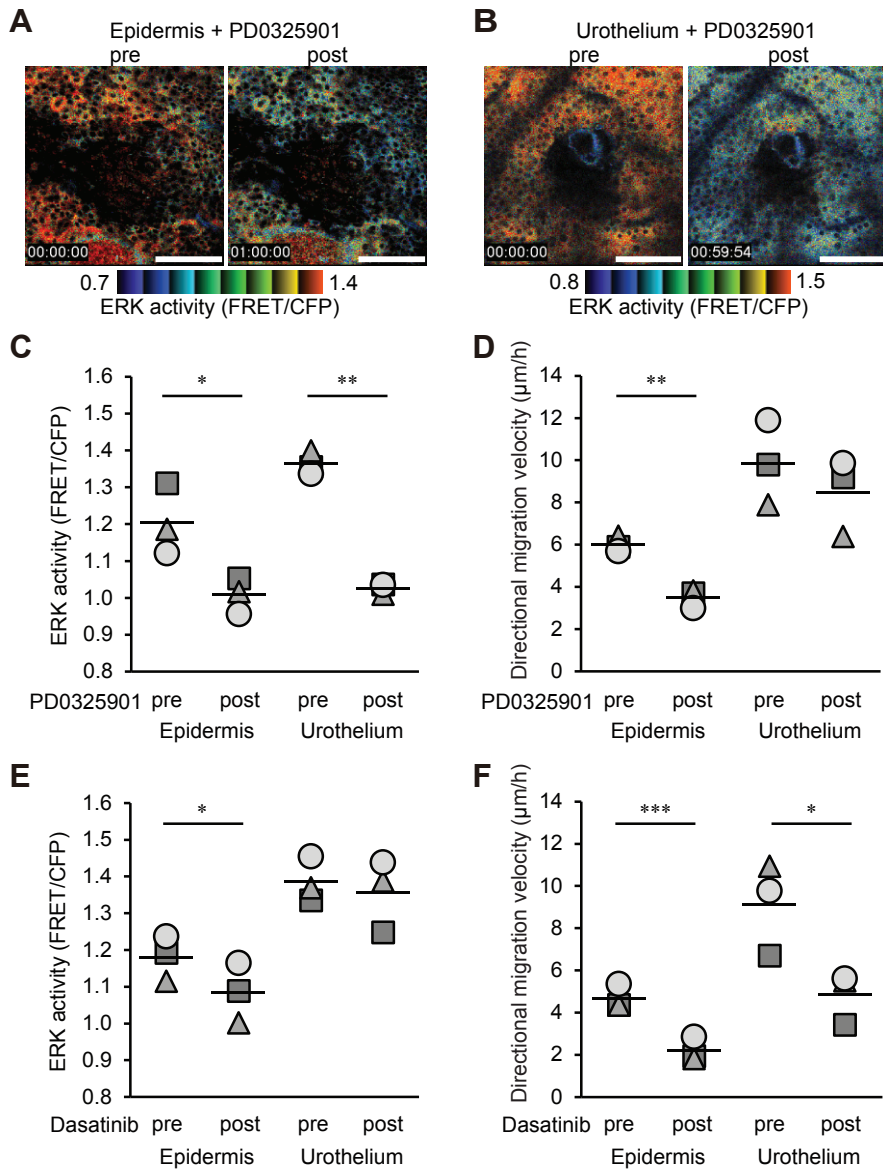 A
Epidermis + PD0325901
pre post
00:00:00 01:00:00
0.7 1.4
ERK activity (FRET/CFP)
B
Urothelium + PD0325901
pre post
00:00:00 00:59:54
0.8 1.5
ERK activity (FRET/CFP)
C
ERK activity (FRET/CFP)
1.6
1.5
1.4
1.3
1.2
1.1
1.0
0.9
0.8
* **
PD0325901 pre post pre post
Epidermis Urothelium
D
Directional migration velocity (µm/h)
14
12
10
8
6
4
2
0
**
PD0325901 pre post pre post
Epidermis Urothelium
E
ERK activity (FRET/CFP)
1.6
1.5
1.4
1.3
1.2
1.1
1.0
0.9
0.8
*
Dasatinib pre post pre post
Epidermis Urothelium
F
Directional migration velocity (µm/h)
14
12
10
8
6
4
2
0
*** *
Dasatinib pre post pre post
Epidermis Urothelium